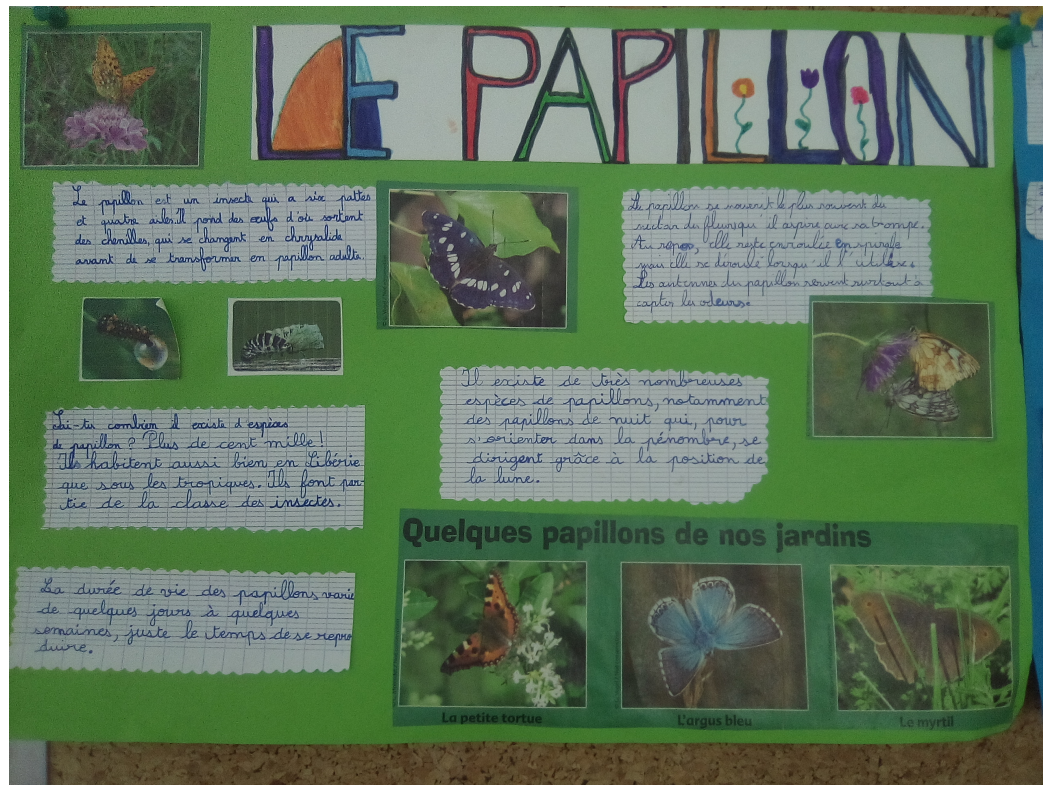 LE PAPILLON
Le papillon est un insecte qui a six pattes
et quatre ailes. Il pond des œufs d'où sortent
des chenilles, qui se changent en chrysalide
avant de se transformer en papillon adulte.
Le papillon se nourrit le plus souvent du
nectar du fleurs qu'il aspire avec sa trompe.
Au repos, elle reste enroulée en spirale
mais elle se déroule lorsqu'il l'utilise.
Les antennes du papillon servent surtout à
capter les odeurs.
Sais-tu combien il existe d'espèces
de papillon? Plus de cent mille!
Ils habitent aussi bien en Sibérie
que sous les tropiques. Ils font par-
tie de la classe des insectes.
Il existe de très nombreuses
espèces de papillons, notamment
des papillons de nuit qui, pour
s'orienter dans la pénombre, se
dirigent grâce à la position de
la lune.
La durée de vie des papillons varie
de quelques jours à quelques
semaines, juste le temps de se repro
duire.
Quelques papillons de nos jardins
La petite tortue
L'argus bleu
Le myrtil